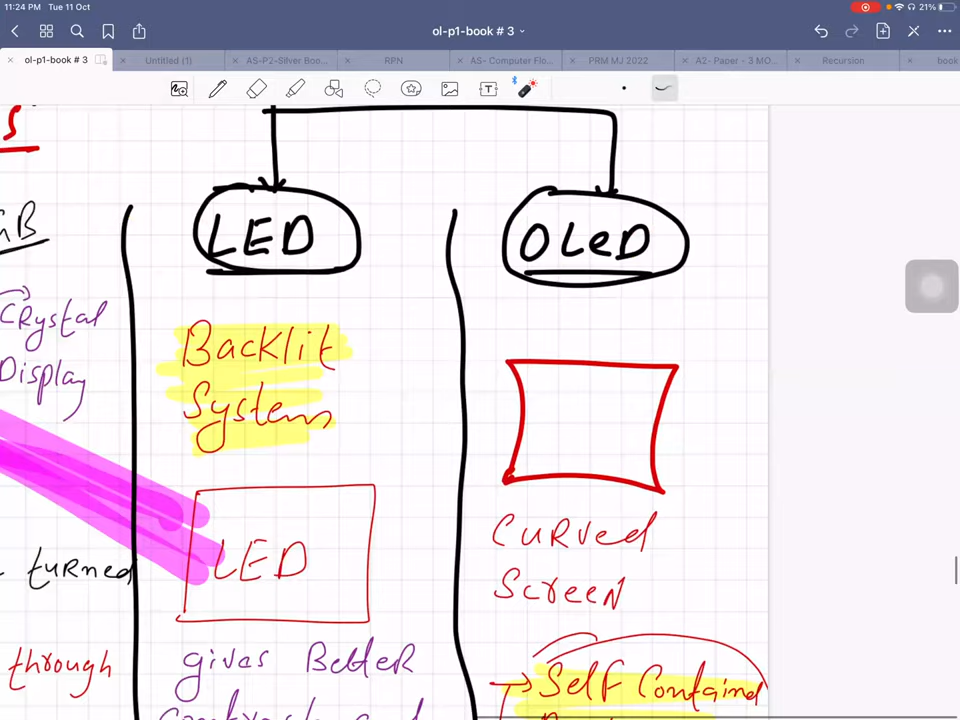 11:24 PM Tue 11 Oct
21%
ol-p1-book # 3
ol-p1-book # 3
Untitled (1)
AS-P2-Silver Boo...
RPN
AS- Computer Flo...
PRM MJ 2022
A2- Paper - 3 MO...
Recursion
book
S
LED
OLeD
GB
Crystal
Display
Backlit
Systems
Curved
Screen
LED
turned
through
gives Better
Self Contained